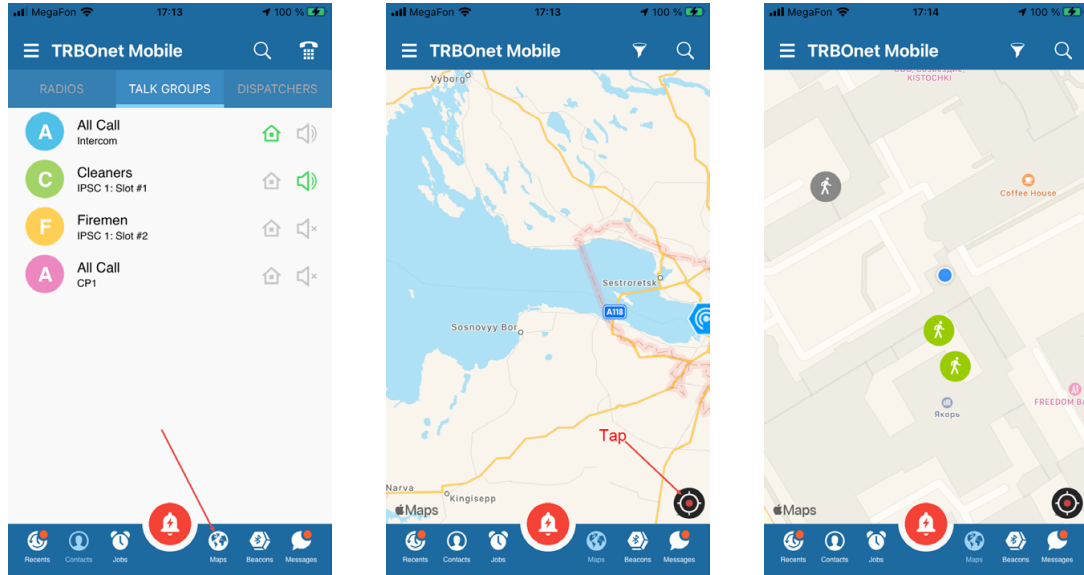 MegaFon 17:13 100 %
TRBOnet Mobile
RADIOS TALK GROUPS DISPATCHERS
A All Call
Intercom
C Cleaners
IPSC 1: Slot #1
F Firemen
IPSC 1: Slot #2
A All Call
CP1
Recents Contacts Jobs Maps Beacons Messages
MegaFon 17:13 100 %
TRBOnet Mobile
Vyborg
Sestroretsk
A118
Sosnovyy Bor
Tap
Narva
Kingisepp
Maps
Recents Contacts Jobs Maps Beacons Messages
MegaFon 17:14 100 %
TRBOnet Mobile
KISTOCHKI
Coffee House
FREEDOM
Якорь
Maps
Recents Contacts Jobs Maps Beacons Messages